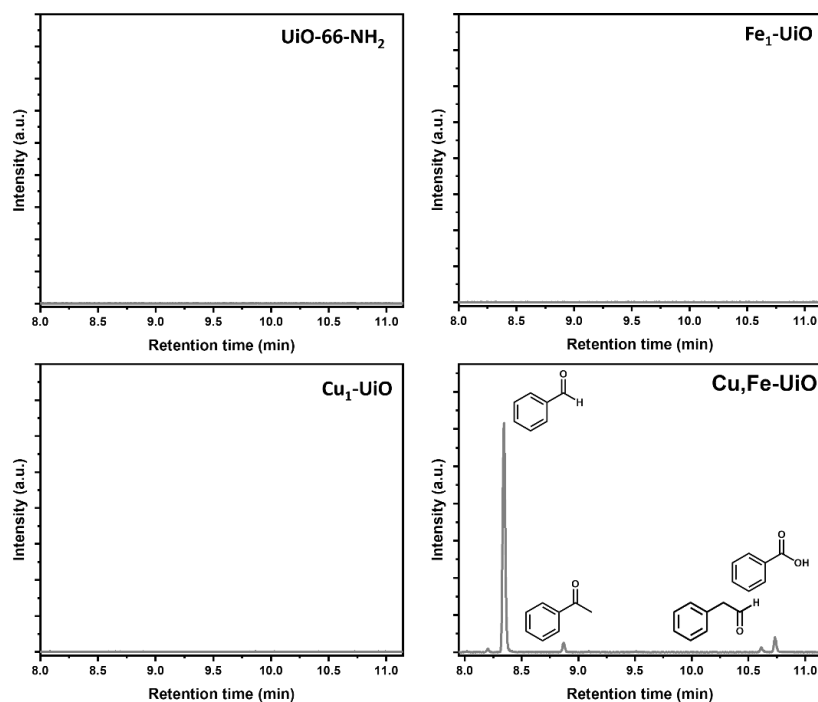 UiO-66-NH₂
Intensity (a.u.)
8.0 8.5 9.0 9.5 10.0 10.5 11.0
Retention time (min)
Fe₁-UiO
Intensity (a.u.)
8.0 8.5 9.0 9.5 10.0 10.5 11.0
Retention time (min)
Cu₁-UiO
Intensity (a.u.)
8.0 8.5 9.0 9.5 10.0 10.5 11.0
Retention time (min)
Cu,Fe-UiO
O
H
O
O
OH
H
O
Intensity (a.u.)
8.0 8.5 9.0 9.5 10.0 10.5 11.0
Retention time (min)